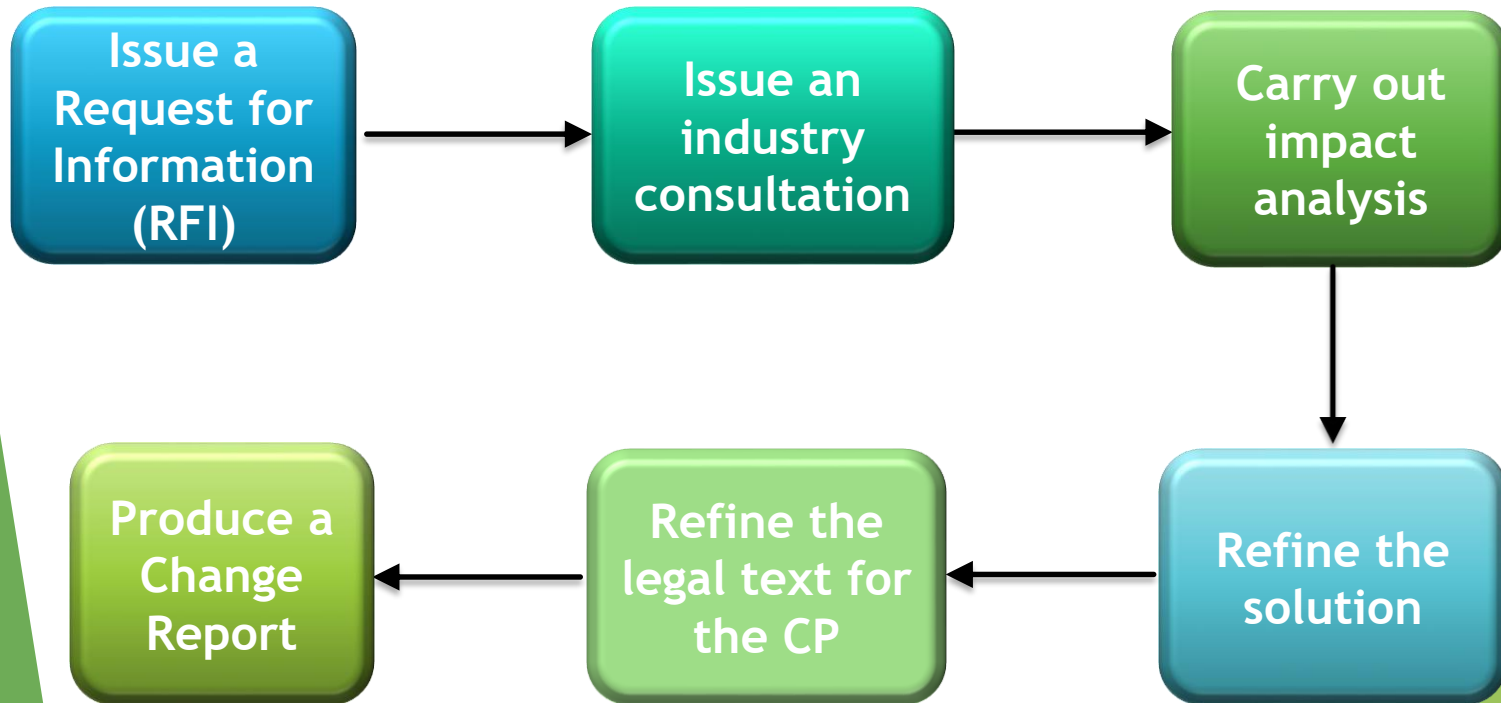 Issue a
Request for
Information
(RFI)
Issue an
industry
consultation
Carry out
impact
analysis
Refine the
solution
Refine the
legal text for
the CP
Produce a
Change
Report